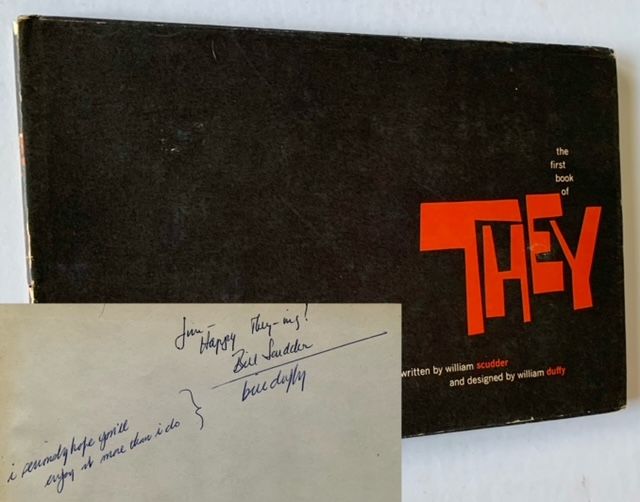 the
first
book
of
THEY
written by william scudder
and designed by william duffy
Jim-
Happy They-ing!
Bill Scudder
bill duffy
i seriously hope you'll
enjoy it more than i do